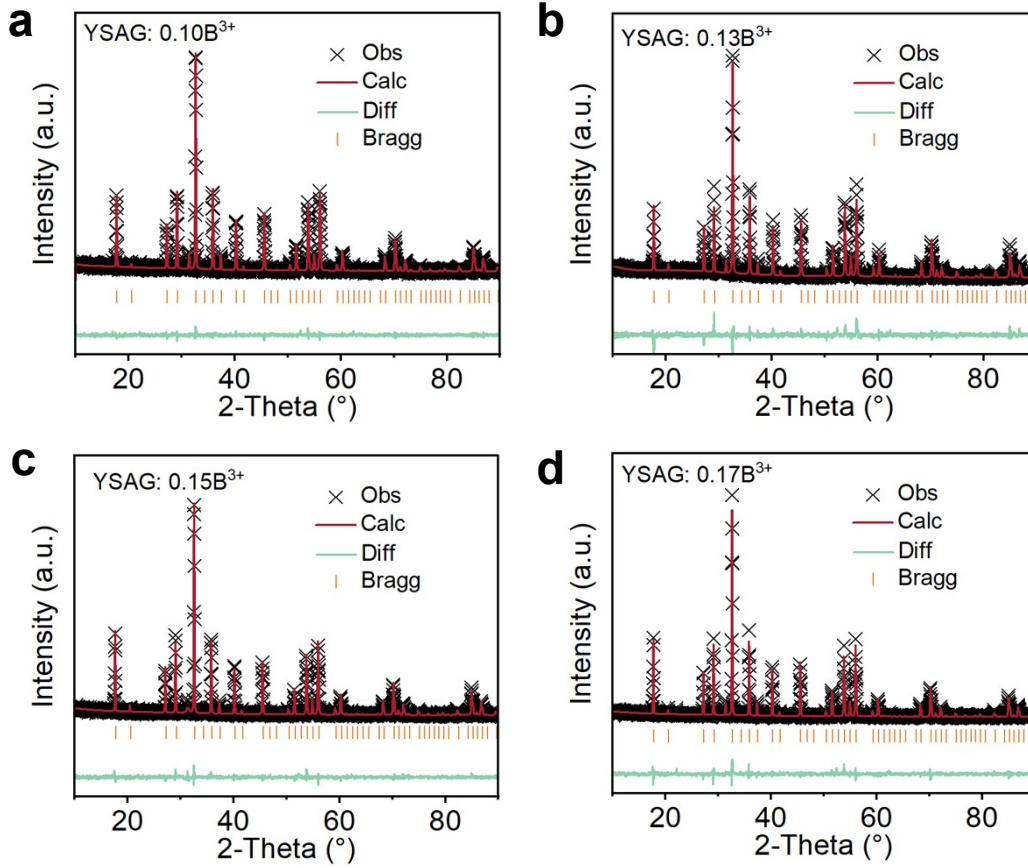 a
YSAG: 0.10B³⁺
Obs
Calc
Diff
Bragg
Intensity (a.u.)
20 40 60 80
2-Theta (°)
b
YSAG: 0.13B³⁺
Obs
Calc
Diff
Bragg
Intensity (a.u.)
20 40 60 80
2-Theta (°)
c
YSAG: 0.15B³⁺
Obs
Calc
Diff
Bragg
Intensity (a.u.)
20 40 60 80
2-Theta (°)
d
YSAG: 0.17B³⁺
Obs
Calc
Diff
Bragg
Intensity (a.u.)
20 40 60 80
2-Theta (°)